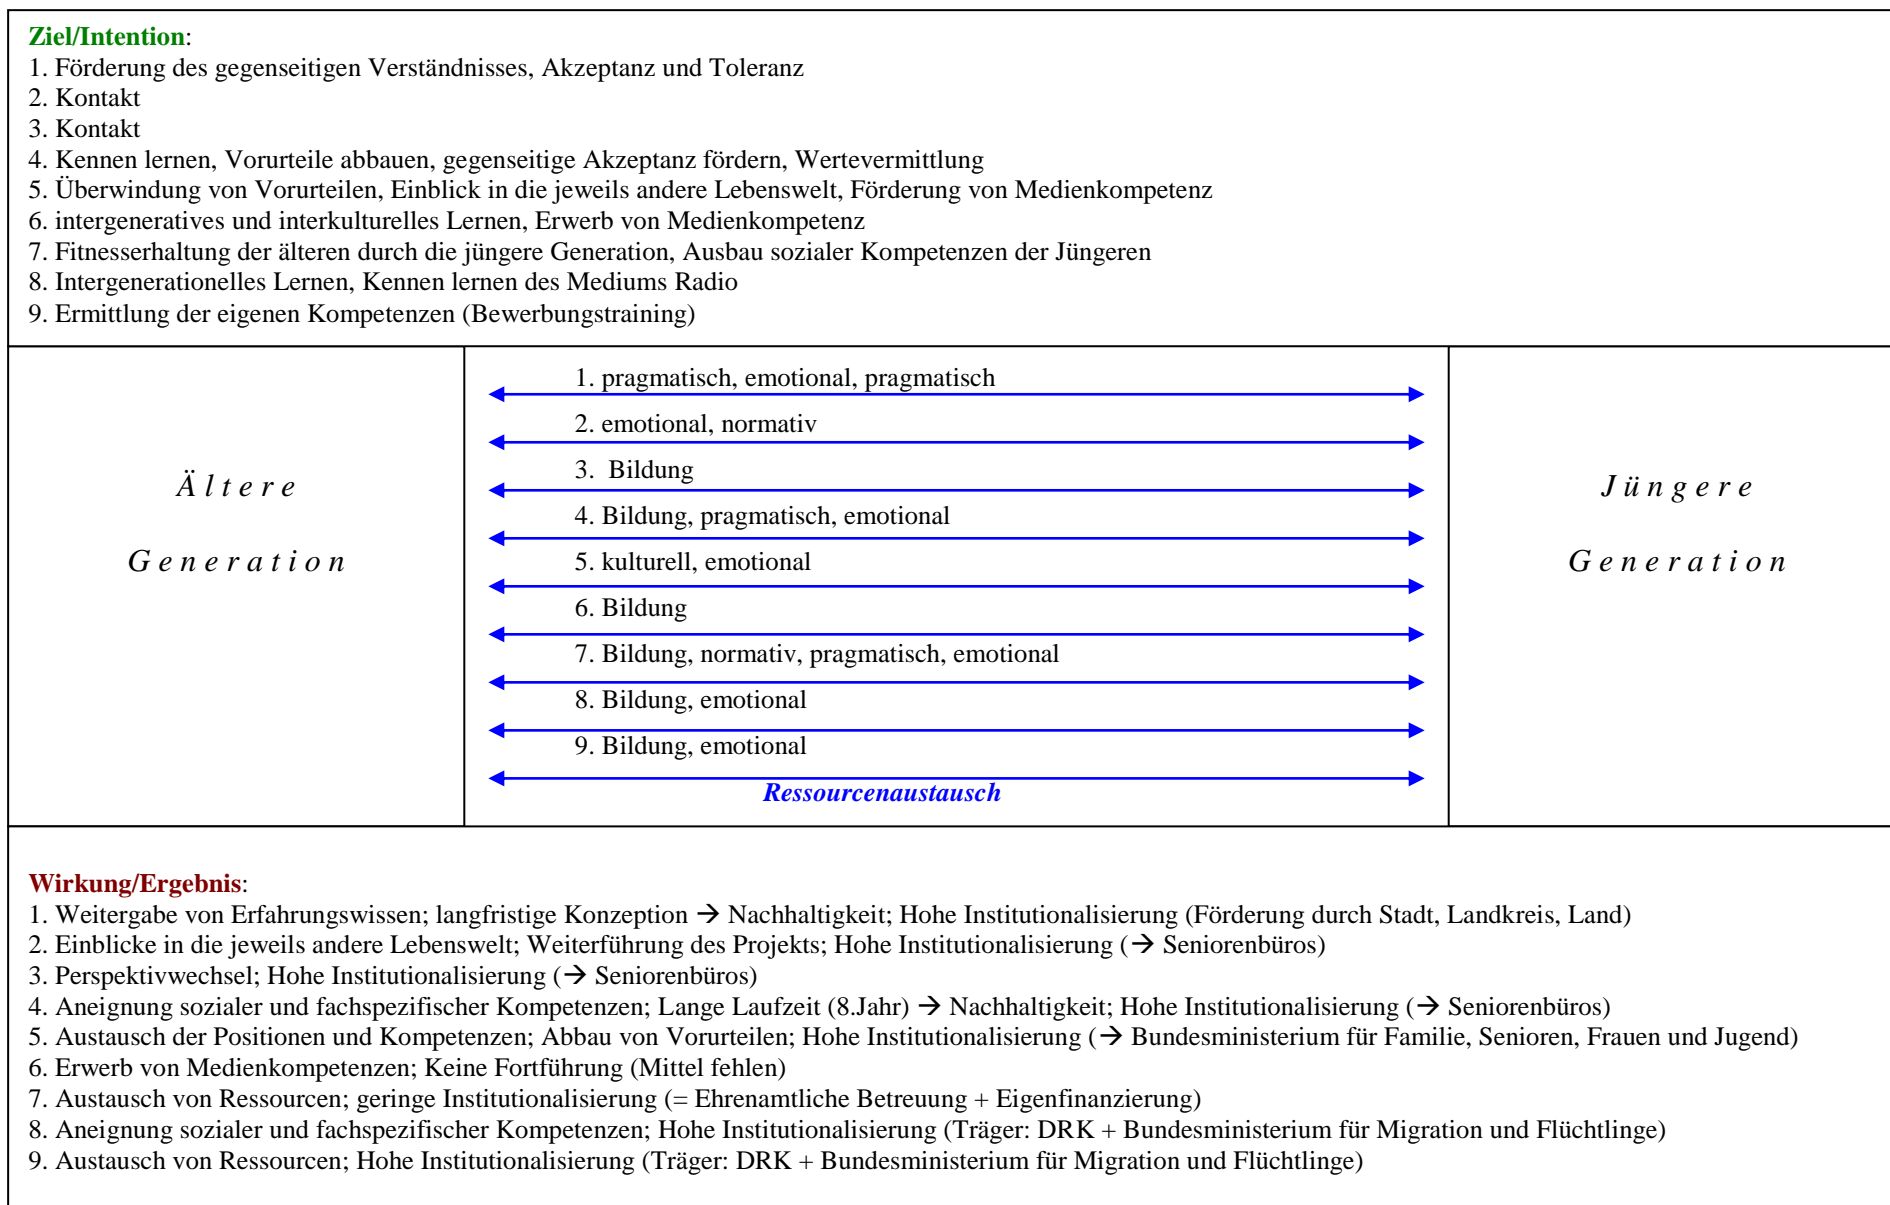 Ziel/Intention:
1. Förderung des gegenseitigen Verständnisses, Akzeptanz und Toleranz
2. Kontakt
3. Kontakt
4. Kennen lernen, Vorurteile abbauen, gegenseitige Akzeptanz fördern, Wertevermittlung
5. Überwindung von Vorurteilen, Einblick in die jeweils andere Lebenswelt, Förderung von Medienkompetenz
6. intergeneratives und interkulturelles Lernen, Erwerb von Medienkompetenz
7. Fitnesserhaltung der älteren durch die jüngere Generation, Ausbau sozialer Kompetenzen der Jüngeren
8. Intergenerationelles Lernen, Kennen lernen des Mediums Radio
9. Ermittlung der eigenen Kompetenzen (Bewerbungstraining)
Ältere
Generation
1. pragmatisch, emotional, pragmatisch
2. emotional, normativ
3. Bildung
4. Bildung, pragmatisch, emotional
5. kulturell, emotional
6. Bildung
7. Bildung, normativ, pragmatisch, emotional
8. Bildung, emotional
9. Bildung, emotional
Ressourcenaustausch
Jüngere
Generation
Wirkung/Ergebnis:
1. Weitergabe von Erfahrungswissen; langfristige Konzeption → Nachhaltigkeit; Hohe Institutionalisierung (Förderung durch Stadt, Landkreis, Land)
2. Einblicke in die jeweils andere Lebenswelt; Weiterführung des Projekts; Hohe Institutionalisierung (→ Seniorenbüros)
3. Perspektivwechsel; Hohe Institutionalisierung (→ Seniorenbüros)
4. Aneignung sozialer und fachspezifischer Kompetenzen; Lange Laufzeit (8.Jahr) → Nachhaltigkeit; Hohe Institutionalisierung (→ Seniorenbüros)
5. Austausch der Positionen und Kompetenzen; Abbau von Vorurteilen; Hohe Institutionalisierung (→ Bundesministerium für Familie, Senioren, Frauen und Jugend)
6. Erwerb von Medienkompetenzen; Keine Fortführung (Mittel fehlen)
7. Austausch von Ressourcen; geringe Institutionalisierung (= Ehrenamtliche Betreuung + Eigenfinanzierung)
8. Aneignung sozialer und fachspezifischer Kompetenzen; Hohe Institutionalisierung (Träger: DRK + Bundesministerium für Migration und Flüchtlinge)
9. Austausch von Ressourcen; Hohe Institutionalisierung (Träger: DRK + Bundesministerium für Migration und Flüchtlinge)